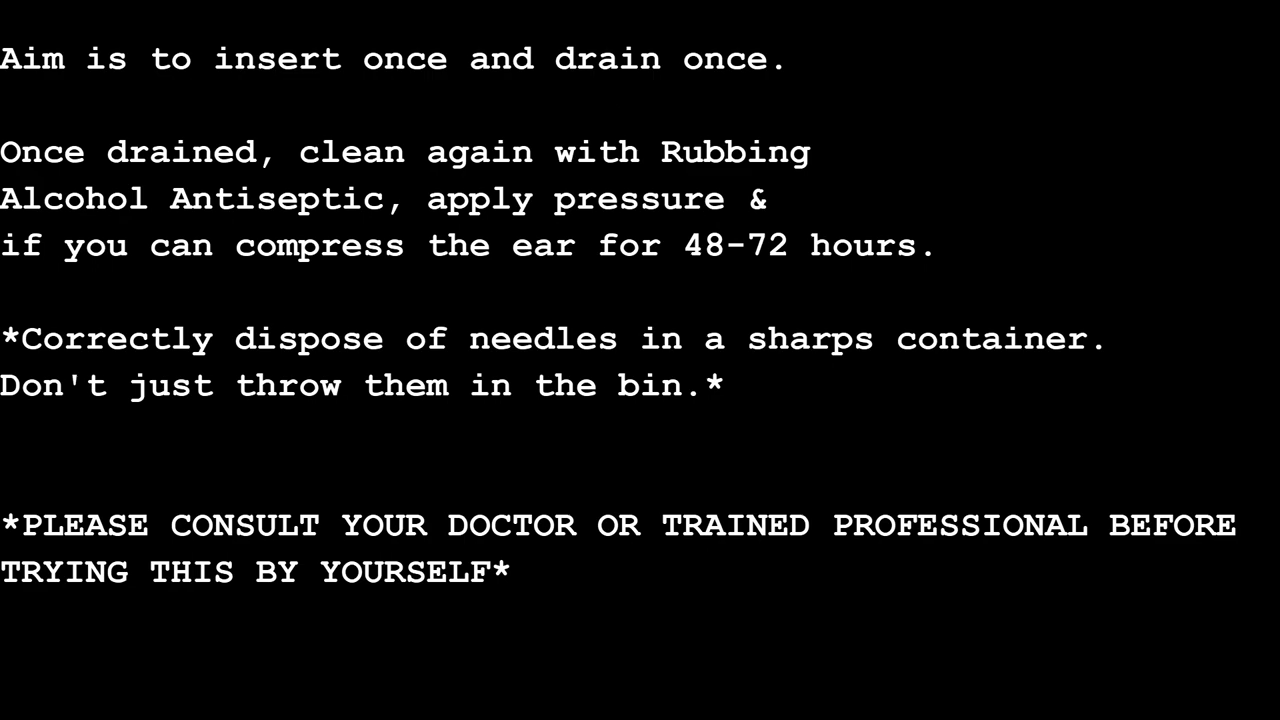 Aim is to insert once and drain once.
Once drained, clean again with Rubbing
Alcohol Antiseptic, apply pressure &
if you can compress the ear for 48-72 hours.
*Correctly dispose of needles in a sharps container.
Don't just throw them in the bin.*
*PLEASE CONSULT YOUR DOCTOR OR TRAINED PROFESSIONAL BEFORE
TRYING THIS BY YOURSELF*